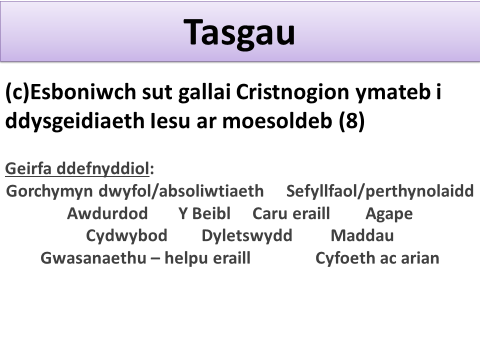 Tasgau
(c)Esboniwch sut gallai Cristnogion ymateb i
ddysgeidiaeth Iesu ar moesoldeb (8)
Geirfa ddefnyddiol:
Gorchymyn dwyfol/absoliwtiaeth Sefyllfaol/perthynolaidd
Awdurdod Y Beibl Caru eraill Agape
Cydwybod Dyletswydd Maddau
Gwasanaethu – helpu eraill Cyfoeth ac arian